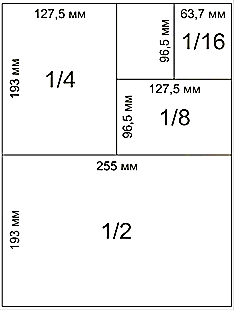 127,5 мм
193 мм
1/4
63,7 мм
96,5 мм
1/16
127,5 мм
96,5 мм
1/8
255 мм
193 мм
1/2